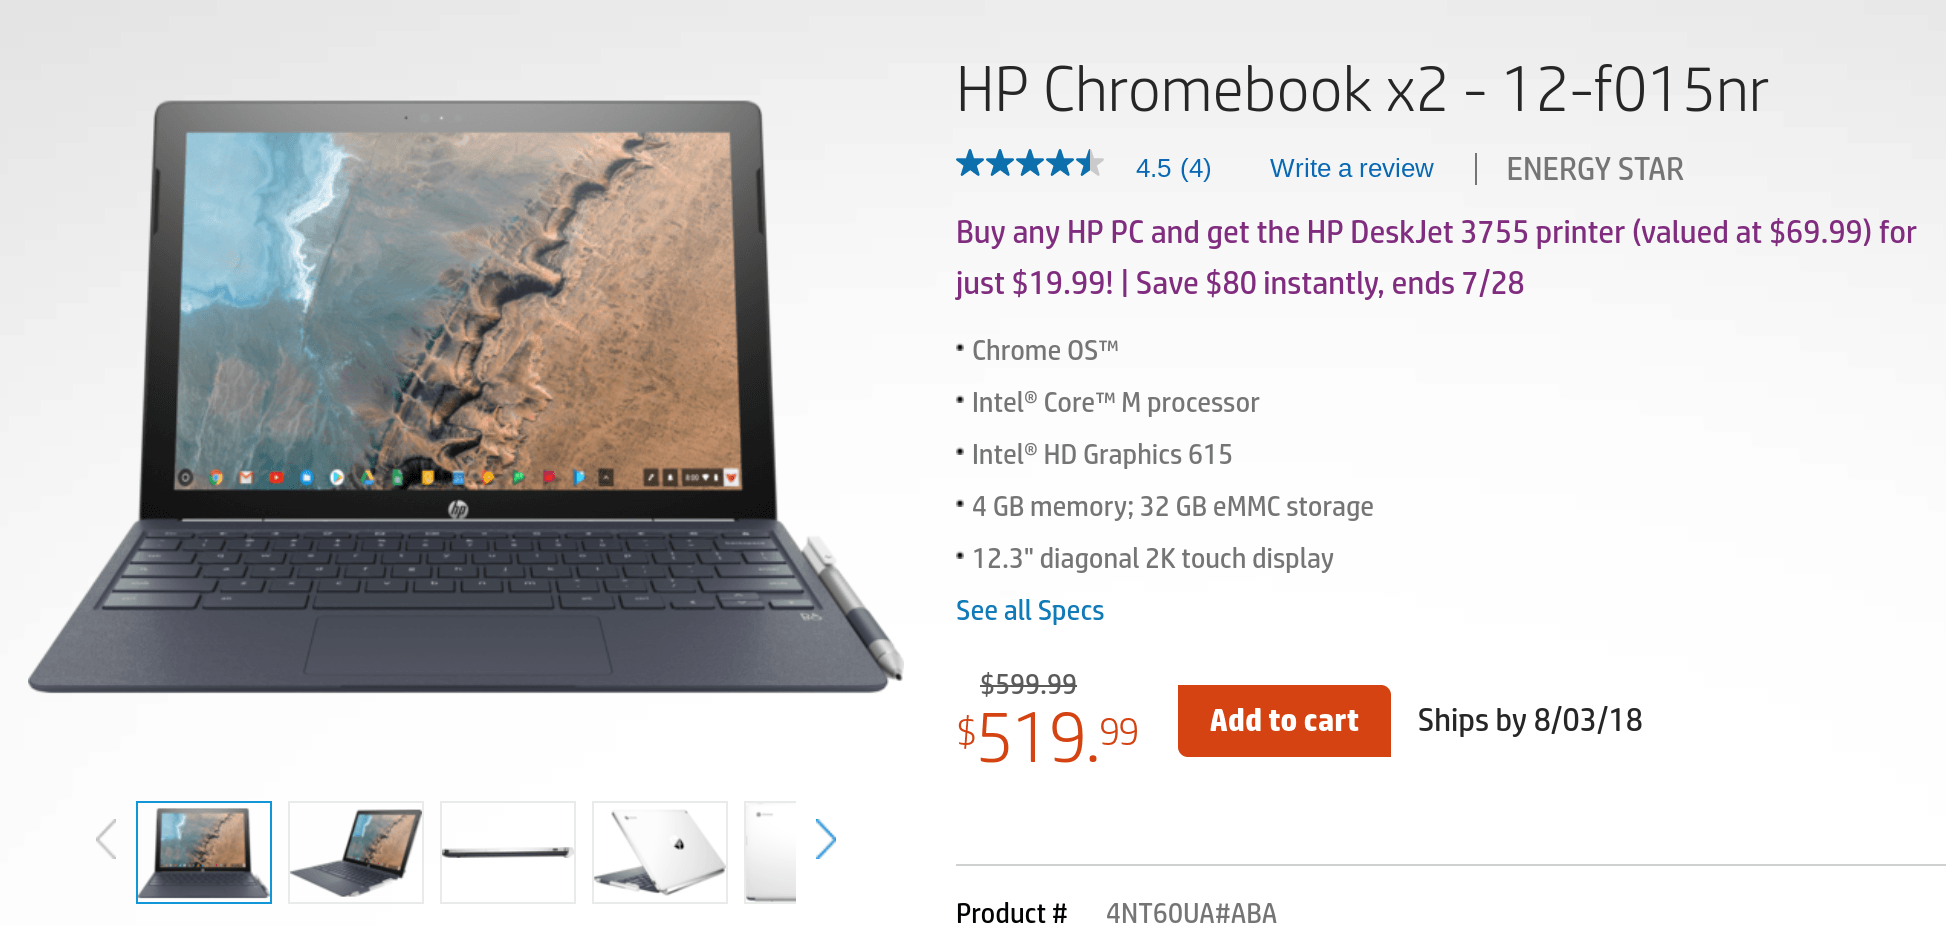 HP Chromebook x2 - 12-f015nr
4.5 (4) Write a review | ENERGY STAR
Buy any HP PC and get the HP DeskJet 3755 printer (valued at $69.99) for
just $19.99! | Save $80 instantly, ends 7/28
• Chrome OS™
• Intel® Core™ M processor
• Intel® HD Graphics 615
• 4 GB memory; 32 GB eMMC storage
• 12.3" diagonal 2K touch display
See all Specs
$599.99
$519.99
Add to cart
Ships by 8/03/18
Product # 4NT60UA#ABA
hp
8:00